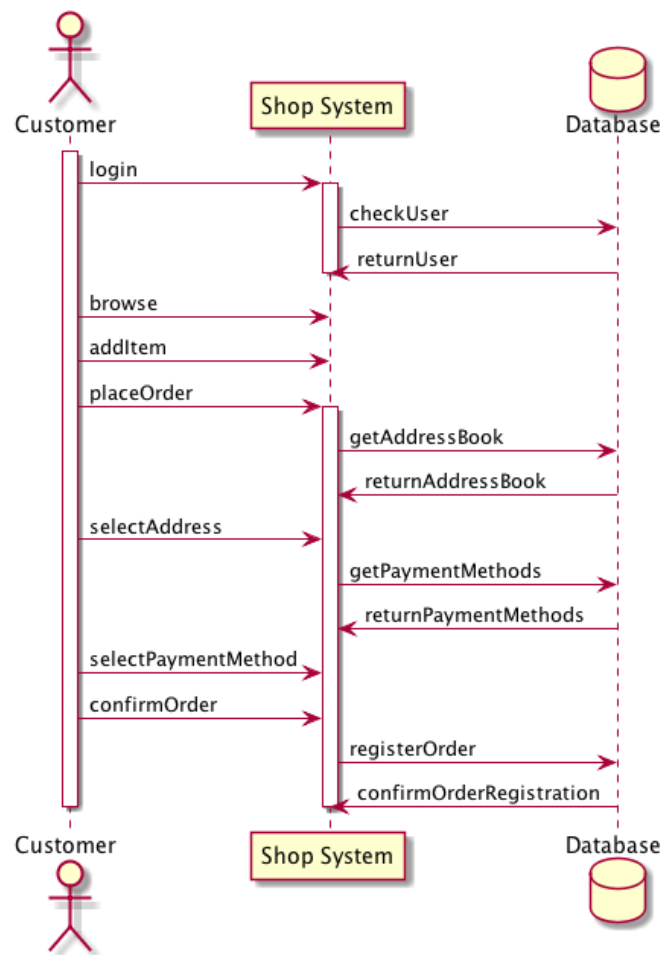 Customer
Shop System
Database
login
checkUser
returnUser
browse
addItem
placeOrder
getAddressBook
returnAddressBook
selectAddress
getPaymentMethods
returnPaymentMethods
selectPaymentMethod
confirmOrder
registerOrder
confirmOrderRegistration
Customer
Shop System
Database